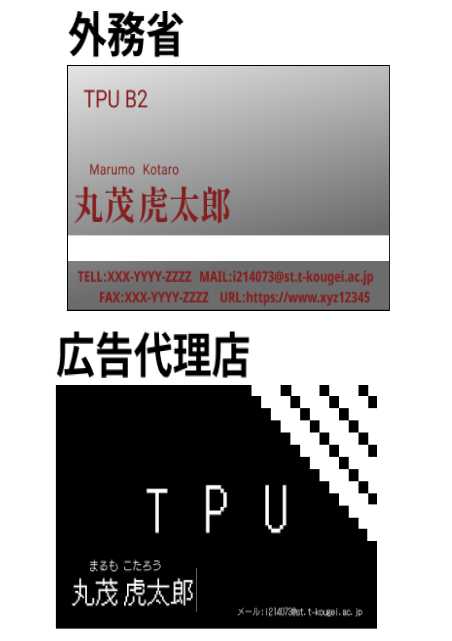 外務省
TPU B2
Marumo Kotaro
丸茂虎太郎
TELL:XXX-YYYY-ZZZZ MAIL:i214073@st.t-kougei.ac.jp
FAX:XXX-YYYY-ZZZZ URL:https://www.xyz12345
広告代理店
TPU
まるも こたろう
丸茂 虎太郎
メール:i214073@st.t-kougei.ac.jp